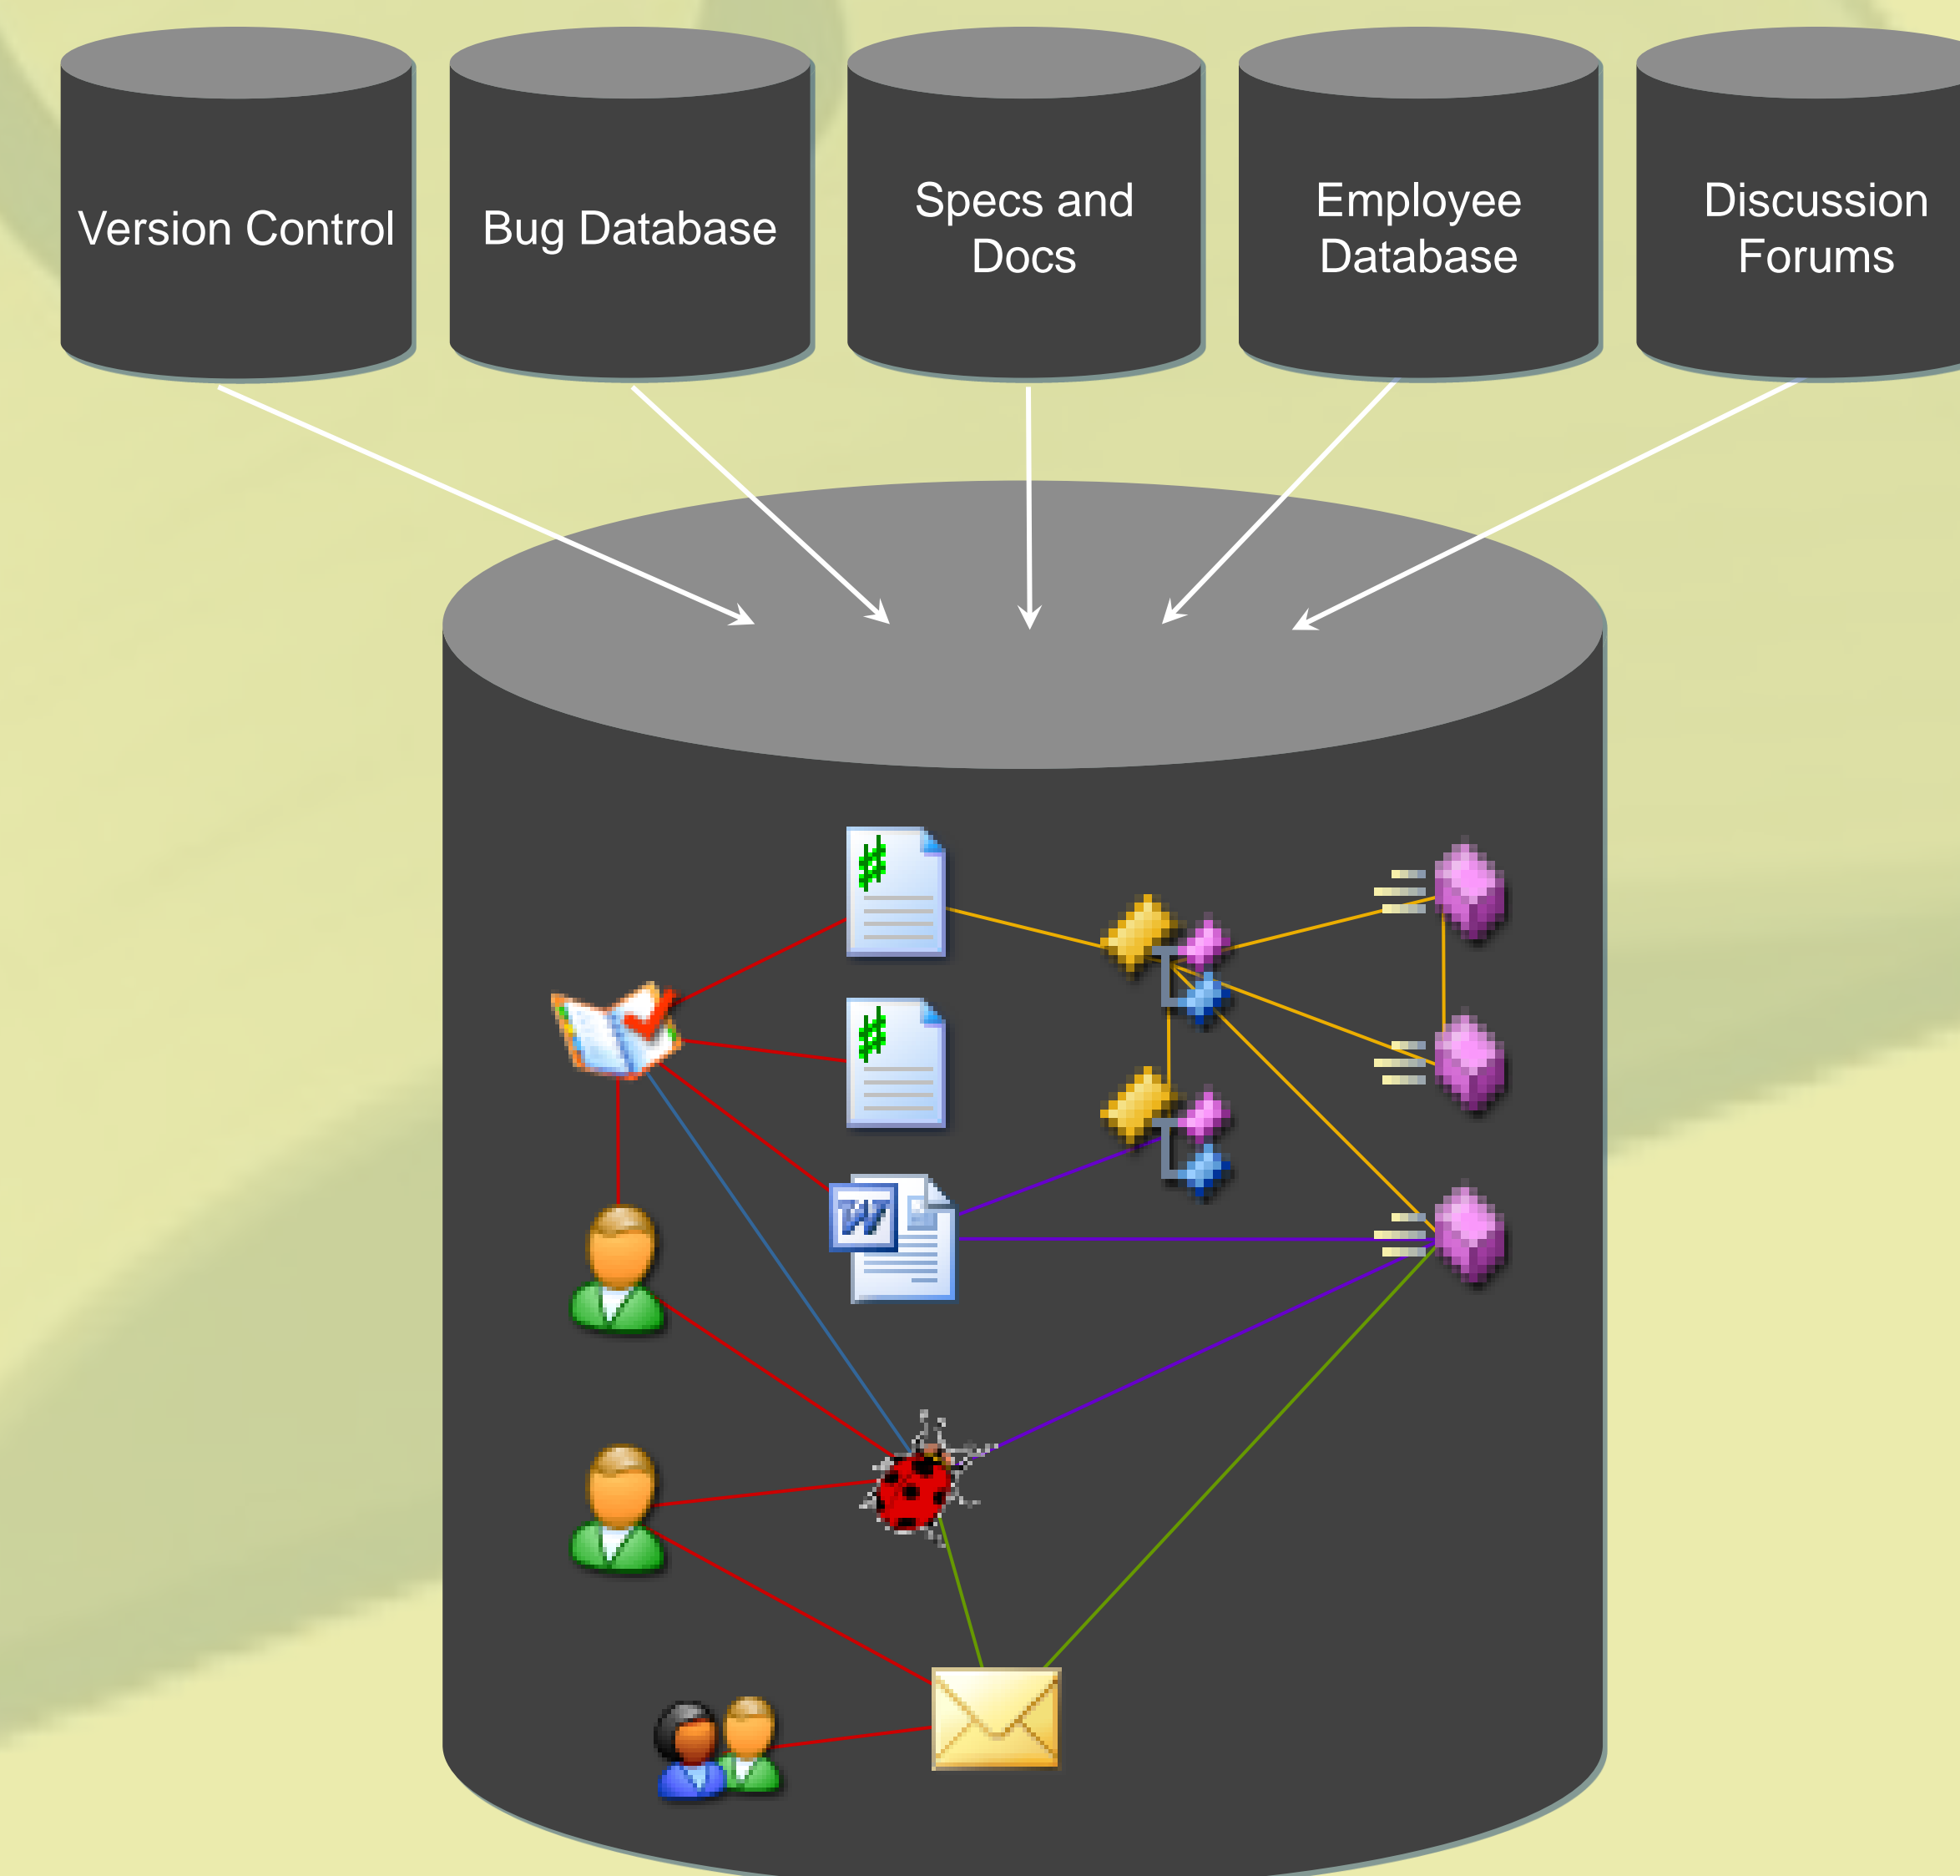 Version Control
Bug Database
Specs and
Docs
Employee
Database
Discussion
Forums
W